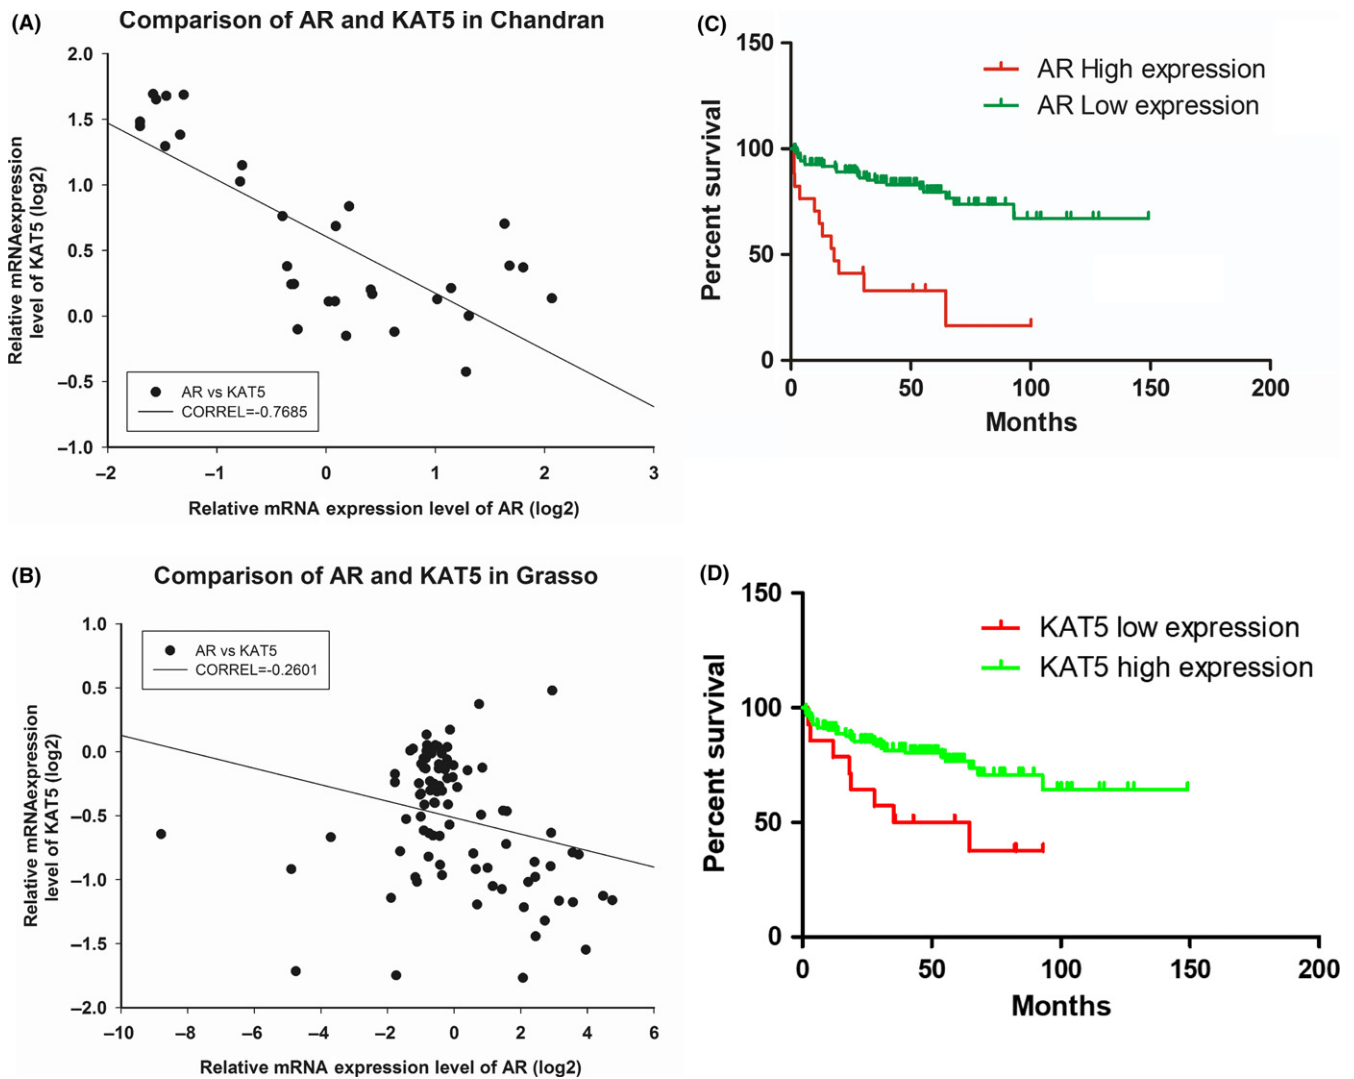 (A)
Comparison of AR and KAT5 in Chandran
2.0
1.5
1.0
0.5
0.0
–0.5
–1.0
Relative mRNAexpression
level of KAT5 (log2)
AR vs KAT5
CORREL=-0.7685
–2
–1
0
1
2
3
Relative mRNA expression level of AR (log2)
(C)
150
100
50
0
Percent survival
AR High expression
AR Low expression
0
50
100
150
200
Months
(B)
Comparison of AR and KAT5 in Grasso
1.0
0.5
0.0
–0.5
–1.0
–1.5
–2.0
Relative mRNAexpression
level of KAT5 (log2)
AR vs KAT5
CORREL=-0.2601
–10
–8
–6
–4
–2
0
2
4
6
Relative mRNA expression level of AR (log2)
(D)
150
100
50
0
Percent survival
KAT5 low expression
KAT5 high expression
0
50
100
150
200
Months